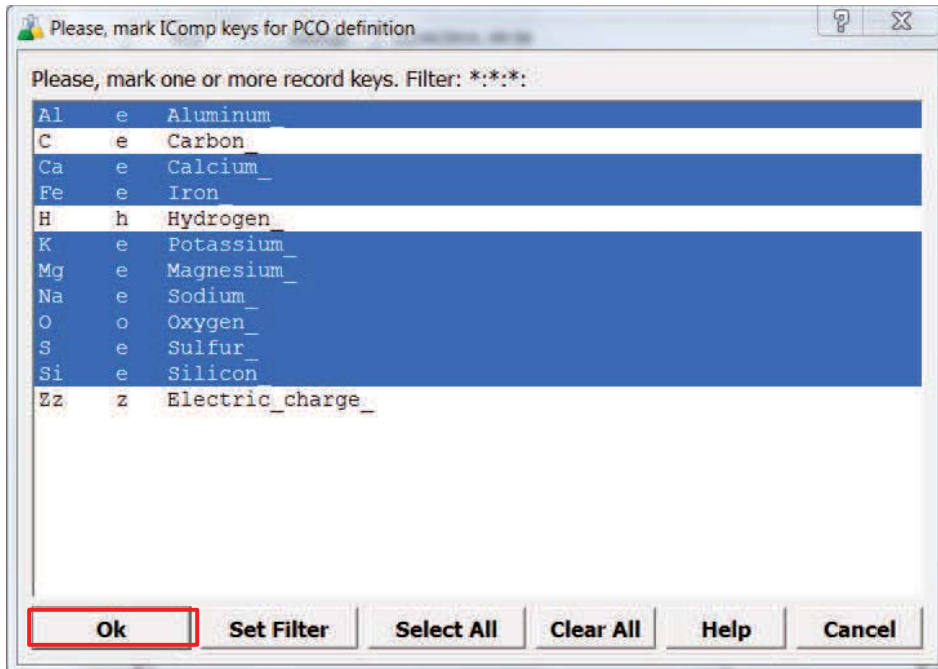 Please, mark IComp keys for PCO definition
Please, mark one or more record keys. Filter: *:*:*:
Al e Aluminum_
C e Carbon_
Ca e Calcium_
Fe e Iron_
H h Hydrogen_
K e Potassium_
Mg e Magnesium_
Na e Sodium_
O o Oxygen_
S e Sulfur_
Si e Silicon_
Zz z Electric_charge_
Ok Set Filter Select All Clear All Help Cancel